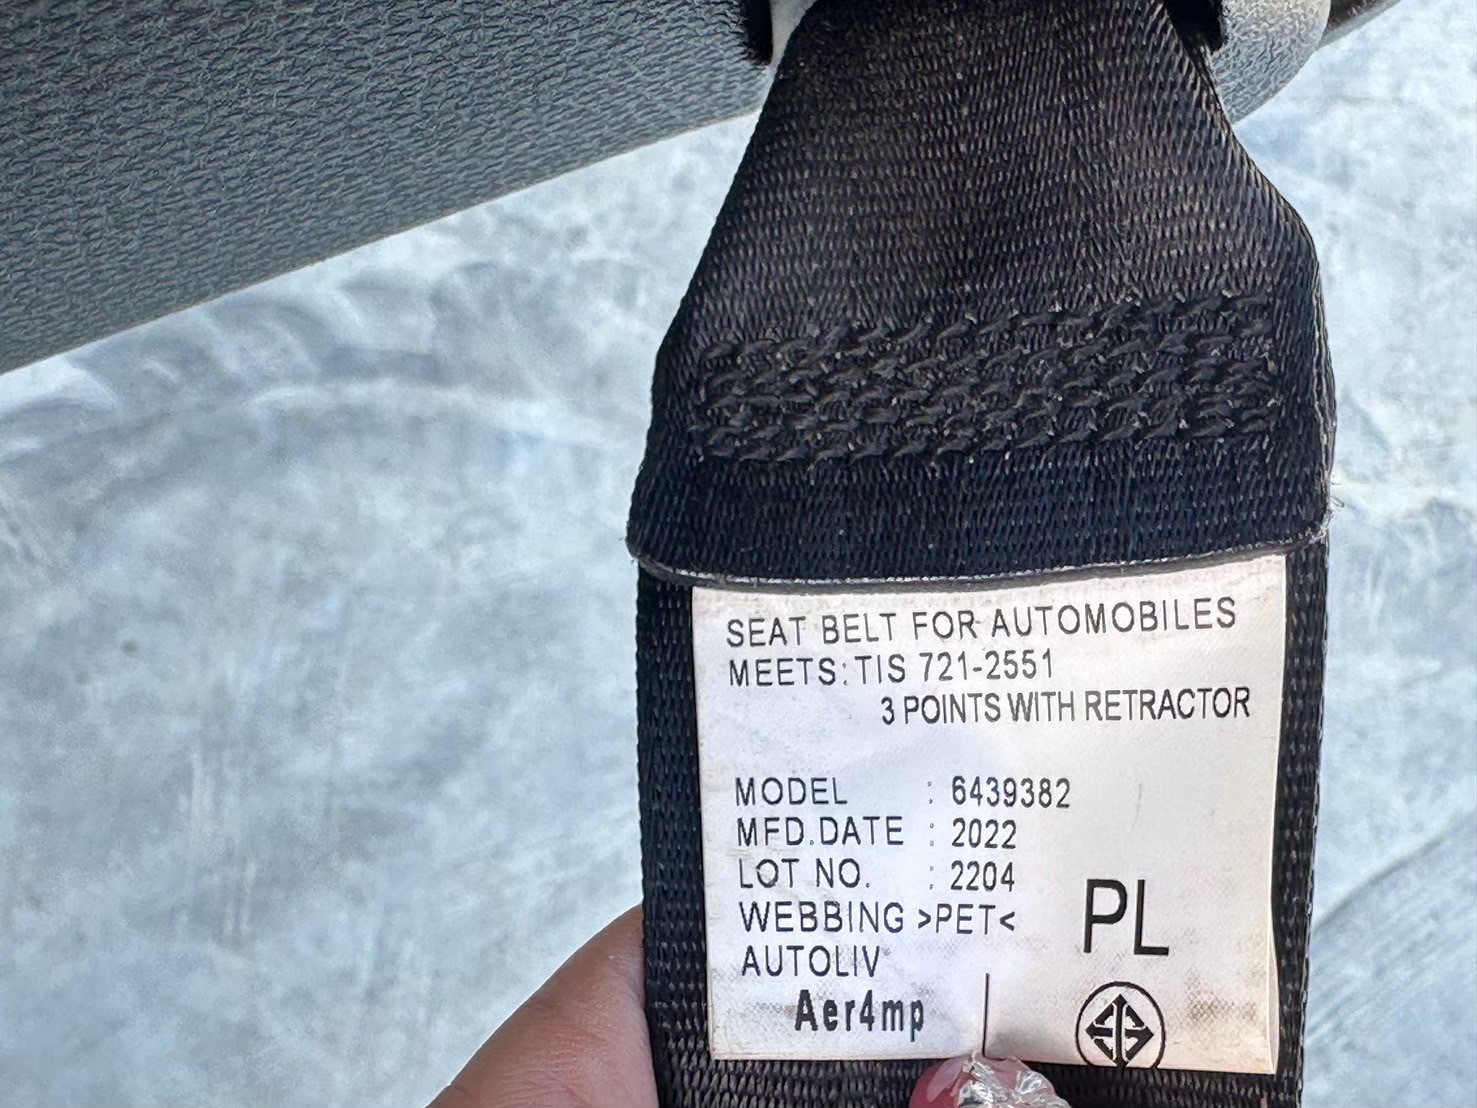 SEAT BELT FOR AUTOMOBILES
MEETS: TIS 721-2551
3 POINTS WITH RETRACTOR
MODEL : 6439382
MFD.DATE : 2022
LOT NO. : 2204
WEBBING >PET<
PL
AUTOLIV
Aer4mp